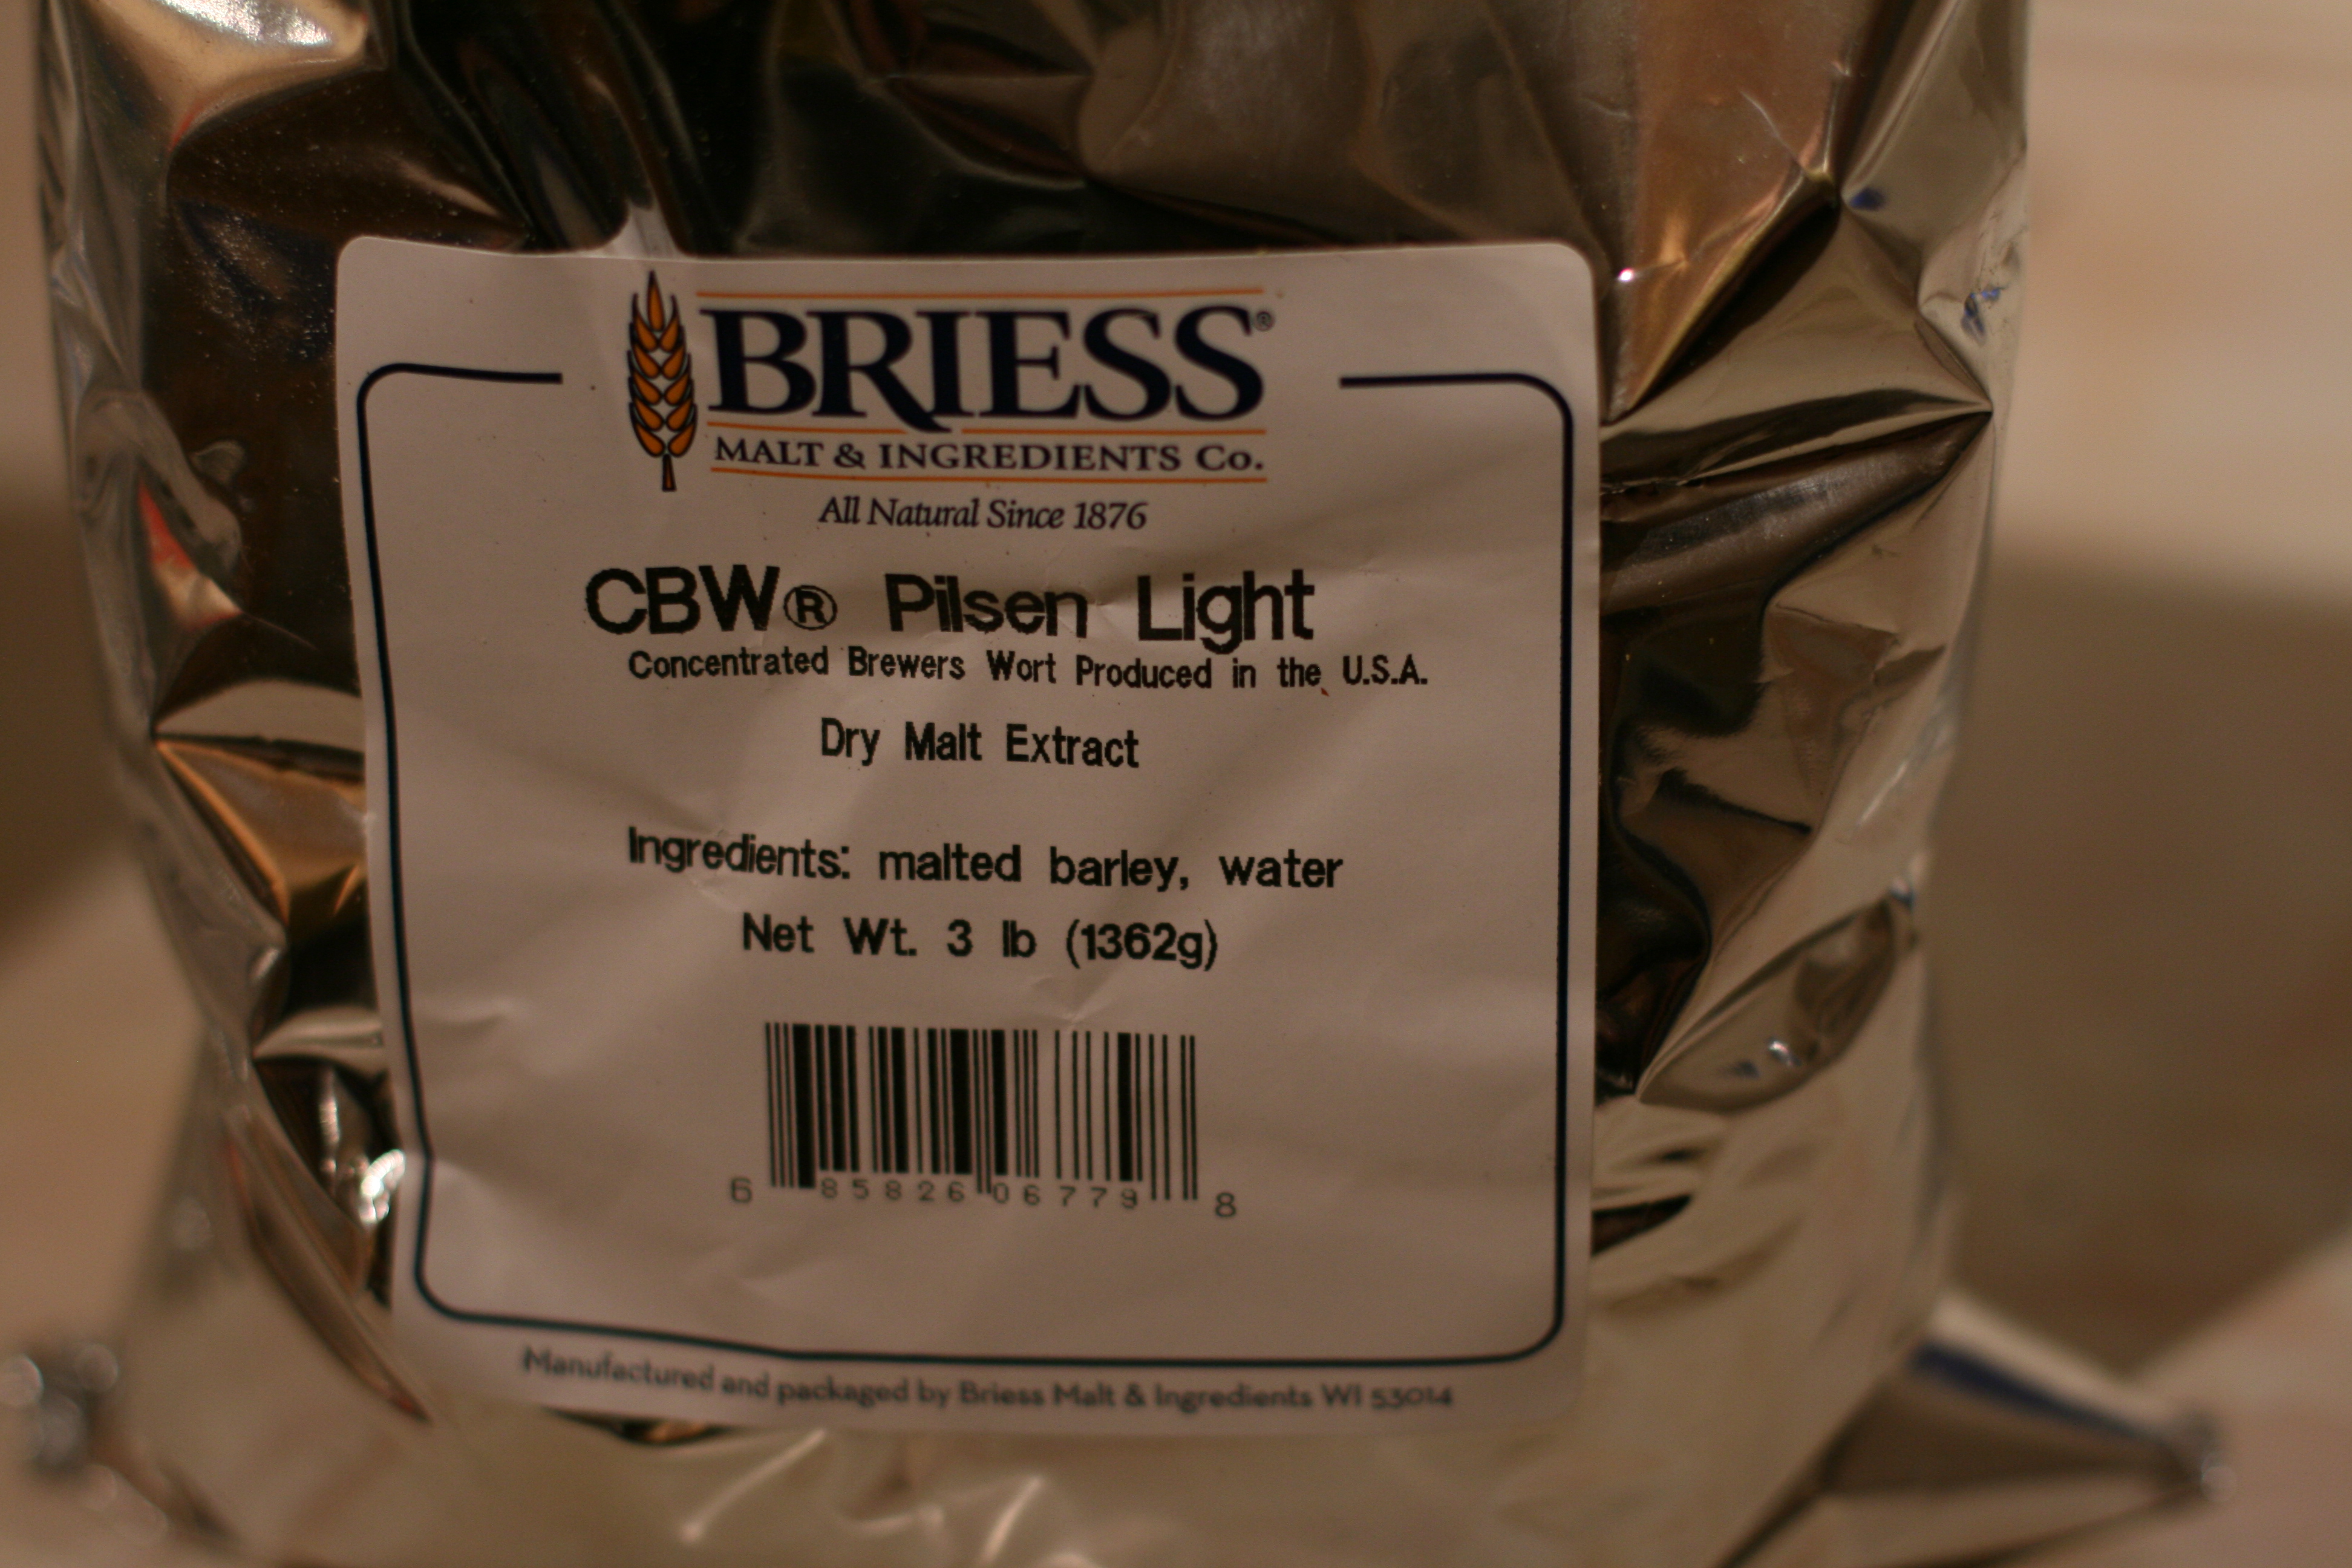 BRIESS®
MALT & INGREDIENTS Co.
All Natural Since 1876
CBW® Pilsen Light
Concentrated Brewers Wort Produced in the U.S.A.
Dry Malt Extract
Ingredients: malted barley, water
Net Wt. 3 lb (1362g)
6 85826 06779 8
Manufactured and packaged by Briess Malt & Ingredients WI 53014